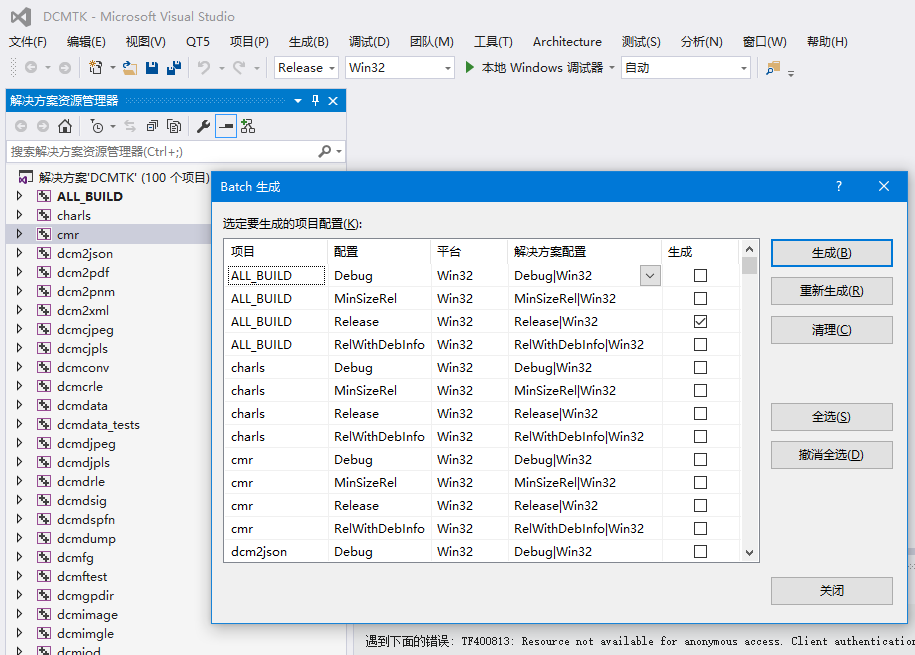 DCMTK - Microsoft Visual Studio
文件(F) 编辑(E) 视图(V) QT5 项目(P) 生成(B) 调试(D) 团队(M) 工具(T) Architecture 测试(S) 分析(N) 窗口(W) 帮助(H)
Release Win32 本地 Windows 调试器 自动
解决方案资源管理器
搜索解决方案资源管理器(Ctrl+;)
解决方案'DCMTK' (100 个项目)
ALL_BUILD
charls
cmr
dcm2json
dcm2pdf
dcm2pnm
dcm2xml
dcmcjpeg
dcmcjpls
dcmconv
dcmcrle
dcmdata
dcmdata_tests
dcmdjpeg
dcmdjpls
dcmdrle
dcmdsig
dcmdspfn
dcmdump
dcmfg
dcmftest
dcmgpdir
dcmimage
dcmimgle
dcmiod
Batch 生成
选定要生成的项目配置(K):
项目 配置 平台 解决方案配置 生成
ALL_BUILD Debug Win32 Debug|Win32
ALL_BUILD MinSizeRel Win32 MinSizeRel|Win32
ALL_BUILD Release Win32 Release|Win32
ALL_BUILD RelWithDebInfo Win32 RelWithDebInfo|Win32
charls Debug Win32 Debug|Win32
charls MinSizeRel Win32 MinSizeRel|Win32
charls Release Win32 Release|Win32
charls RelWithDebInfo Win32 RelWithDebInfo|Win32
cmr Debug Win32 Debug|Win32
cmr MinSizeRel Win32 MinSizeRel|Win32
cmr Release Win32 Release|Win32
cmr RelWithDebInfo Win32 RelWithDebInfo|Win32
dcm2json Debug Win32 Debug|Win32
生成(B)
重新生成(R)
清理(C)
全选(S)
撤消全选(D)
关闭
遇到下面的错误: TF400813: Resource not available for anonymous access. Client authentication